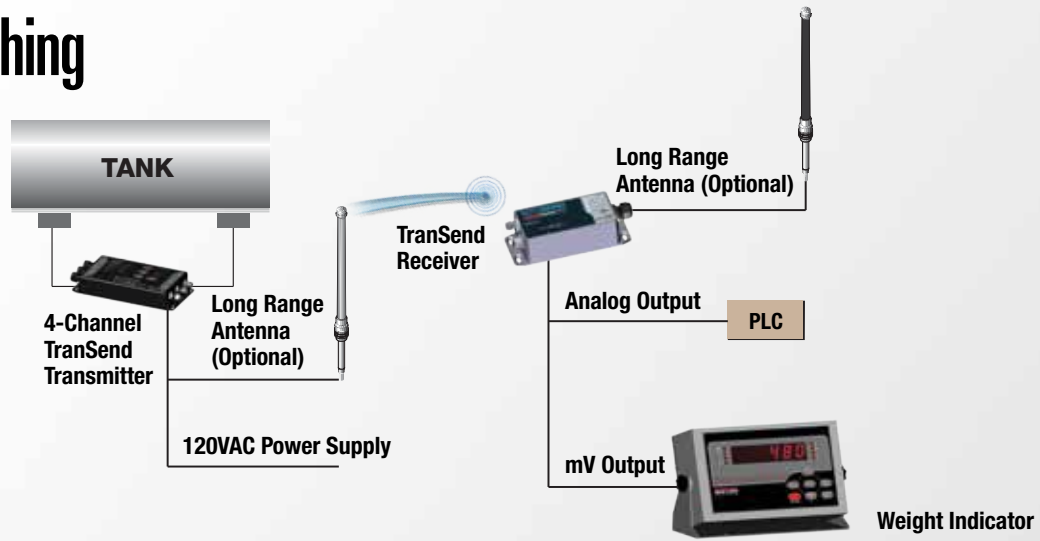 hing
TANK
Long Range
Antenna (Optional)
TranSend
Receiver
4-Channel
TranSend
Transmitter
Long Range
Antenna
(Optional)
Analog Output
PLC
120VAC Power Supply
mV Output
480
Weight Indicator